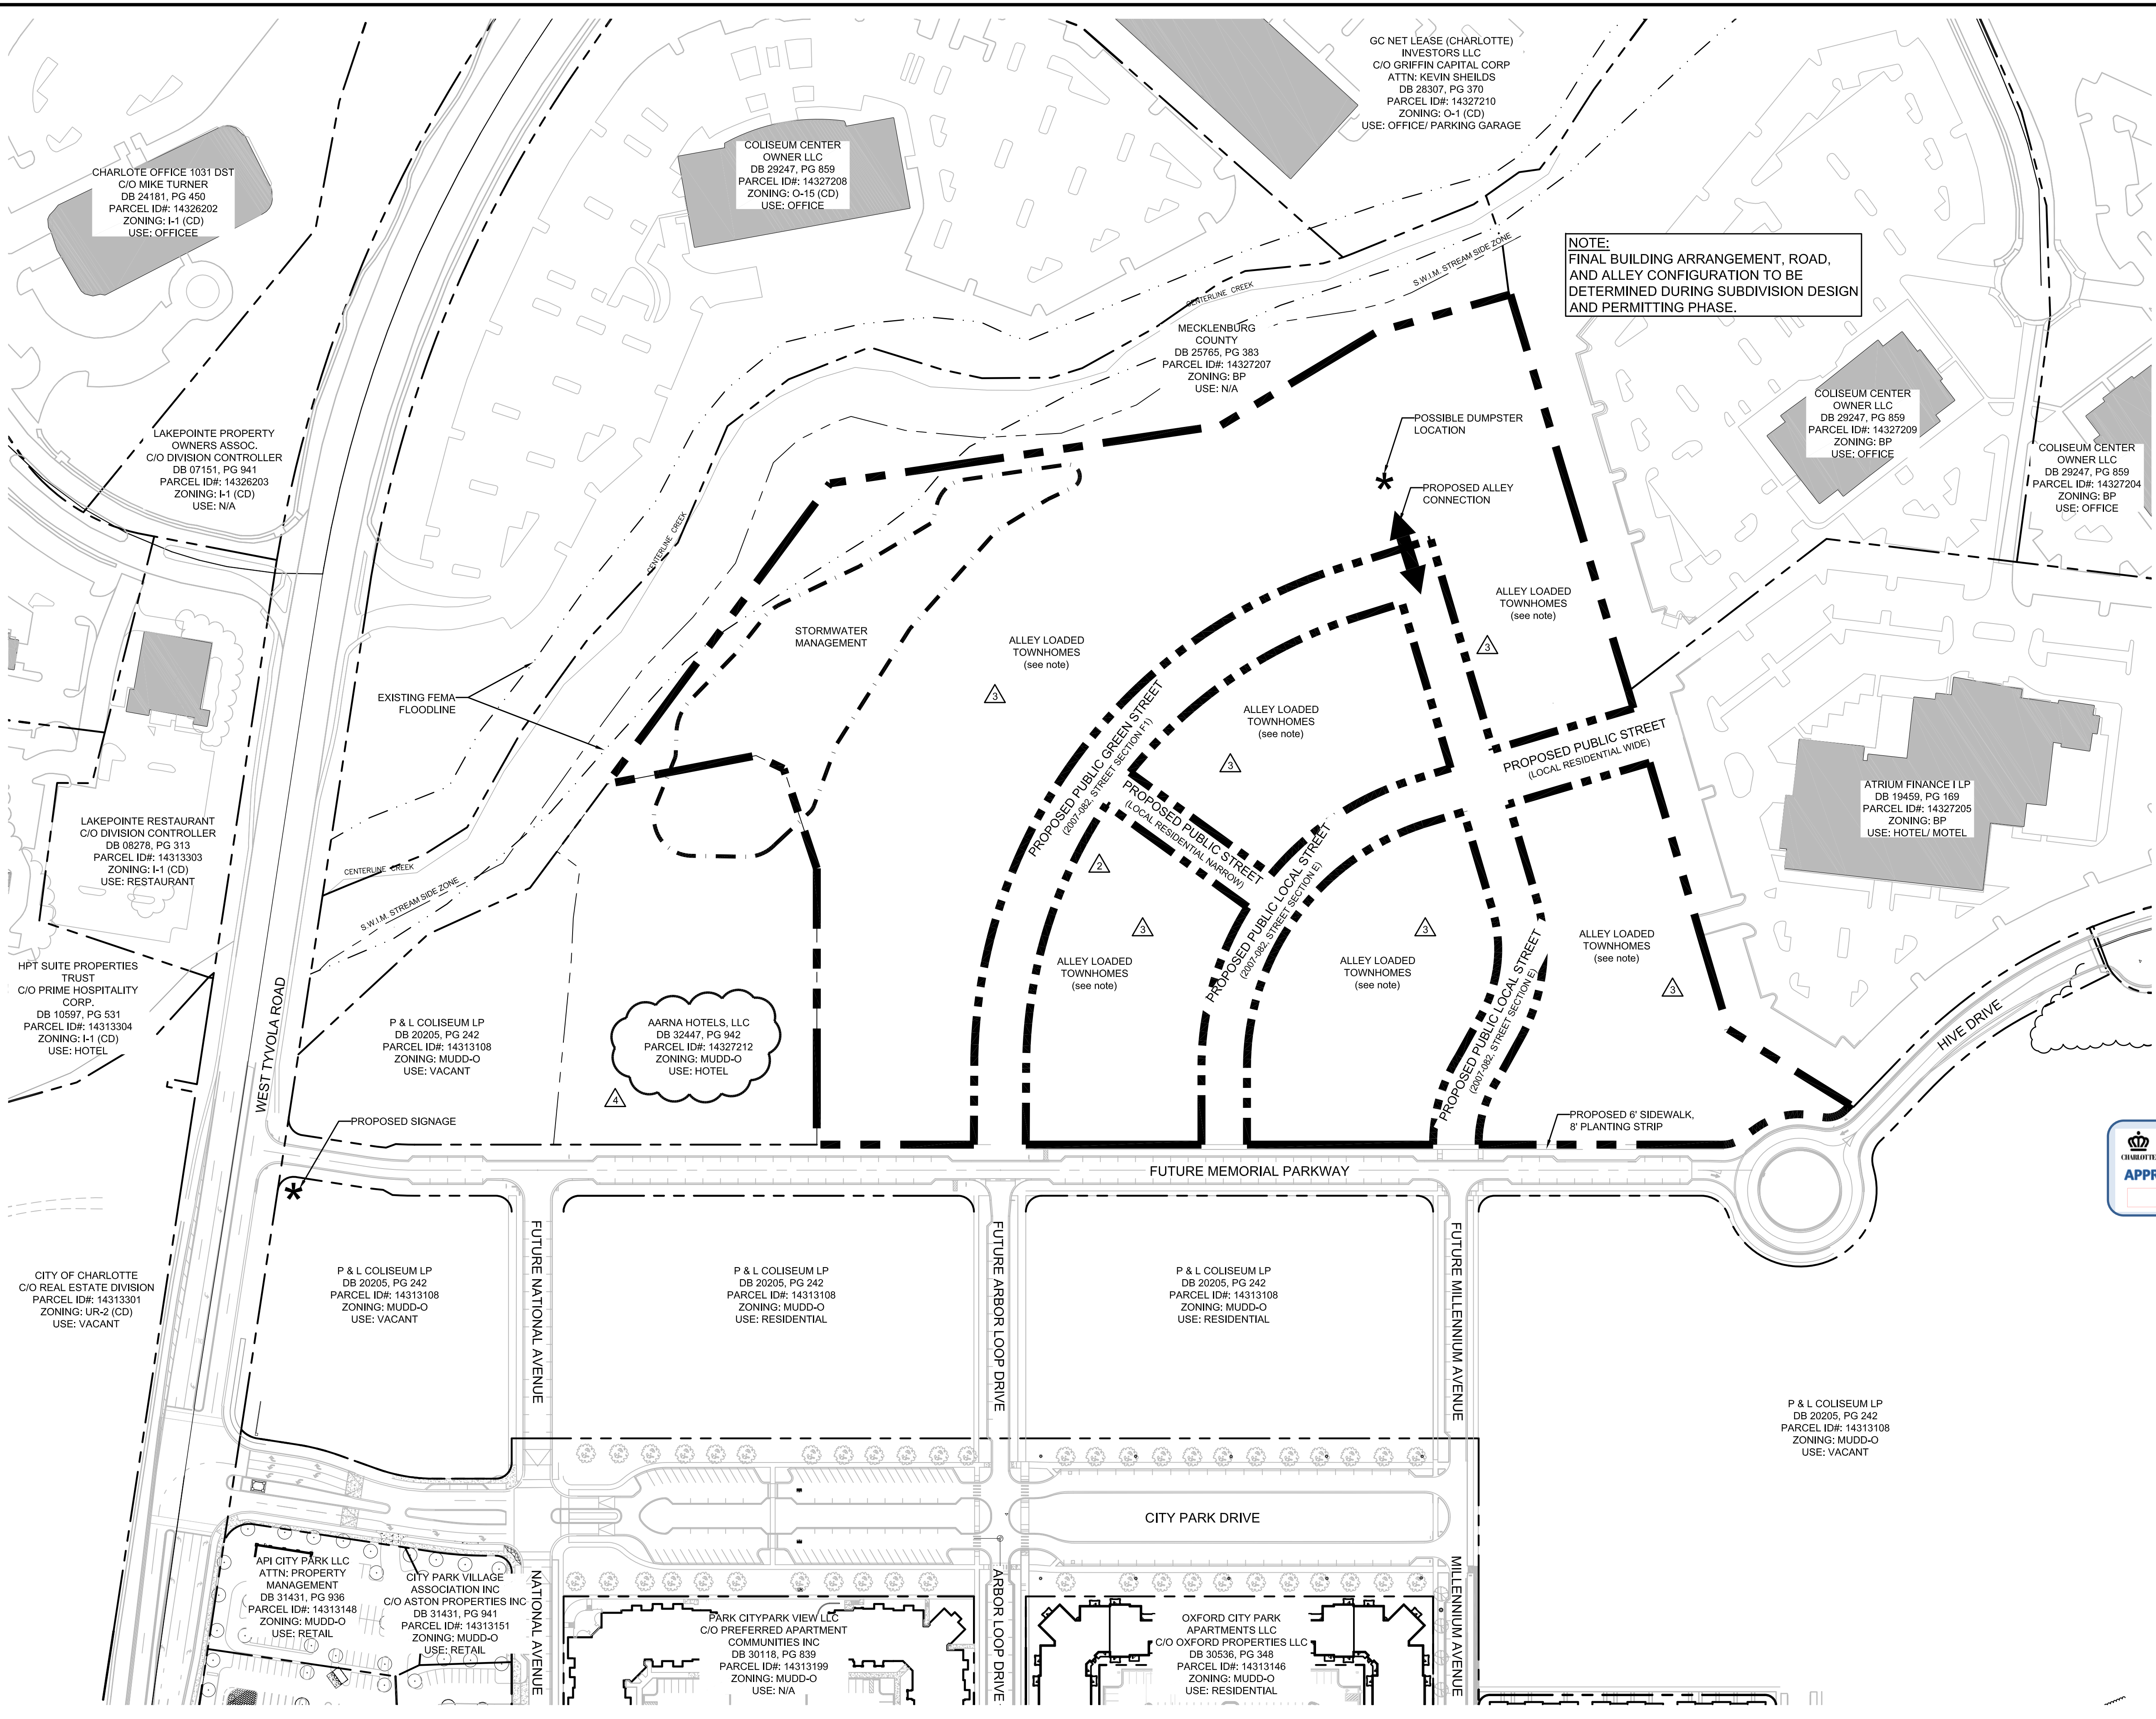 GC NET LEASE (CHARLOTTE)
INVESTORS LLC
C/O GRIFFIN CAPITAL CORP
ATTN: KEVIN SHEILDS
DB 28307, PG 370
PARCEL ID#: 14327210
ZONING: O-1 (CD)
USE: OFFICE/ PARKING GARAGE
COLISEUM CENTER
OWNER LLC
DB 29247, PG 859
PARCEL ID#: 14327208
ZONING: O-15 (CD)
USE: OFFICE
CHARLOTE OFFICE 1031 DST
C/O MIKE TURNER
DB 24181, PG 450
PARCEL ID#: 14326202
ZONING: I-1 (CD)
USE: OFFICEE
NOTE:
FINAL BUILDING ARRANGEMENT, ROAD,
AND ALLEY CONFIGURATION TO BE
DETERMINED DURING SUBDIVISION DESIGN
AND PERMITTING PHASE.
S.W.I.M. STREAM SIDE ZONE
CENTERLINE CREEK
MECKLENBURG
COUNTY
DB 25765, PG 383
PARCEL ID#: 14327207
ZONING: BP
USE: N/A
COLISEUM CENTER
OWNER LLC
DB 29247, PG 859
PARCEL ID#: 14327209
ZONING: BP
USE: OFFICE
COLISEUM CENTER
OWNER LLC
DB 29247, PG 859
PARCEL ID#: 14327204
ZONING: BP
USE: OFFICE
POSSIBLE DUMPSTER
LOCATION
*
PROPOSED ALLEY
CONNECTION
LAKEPOINTE PROPERTY
OWNERS ASSOC.
C/O DIVISION CONTROLLER
DB 07151, PG 941
PARCEL ID#: 14326203
ZONING: I-1 (CD)
USE: N/A
CENTERLINE CREEK
STORMWATER
MANAGEMENT
ALLEY LOADED
TOWNHOMES
(see note)
3
ALLEY LOADED
TOWNHOMES
(see note)
3
EXISTING FEMA
FLOODLINE
ALLEY LOADED
TOWNHOMES
(see note)
3
PROPOSED PUBLIC GREEN STREET
(2007-082, STREET SECTION F1)
PROPOSED PUBLIC STREET
(LOCAL RESIDENTIAL WIDE)
PROPOSED PUBLIC STREET
(LOCAL RESIDENTIAL NARROW)
ATRIUM FINANCE I LP
DB 19459, PG 169
PARCEL ID#: 14327205
ZONING: BP
USE: HOTEL/ MOTEL
LAKEPOINTE RESTAURANT
C/O DIVISION CONTROLLER
DB 08278, PG 313
PARCEL ID#: 14313303
ZONING: I-1 (CD)
USE: RESTAURANT
CENTERLINE CREEK
S.W.I.M. STREAM SIDE ZONE
2
3
ALLEY LOADED
TOWNHOMES
(see note)
PROPOSED PUBLIC LOCAL STREET
(2007-082, STREET SECTION E)
3
ALLEY LOADED
TOWNHOMES
(see note)
PROPOSED PUBLIC LOCAL STREET
(2007-082, STREET SECTION E)
ALLEY LOADED
TOWNHOMES
(see note)
3
HIVE DRIVE
HPT SUITE PROPERTIES
TRUST
C/O PRIME HOSPITALITY
CORP.
DB 10597, PG 531
PARCEL ID#: 14313304
ZONING: I-1 (CD)
USE: HOTEL
WEST TYVOLA ROAD
P & L COLISEUM LP
DB 20205, PG 242
PARCEL ID#: 14313108
ZONING: MUDD-O
USE: VACANT
AARNA HOTELS, LLC
DB 32447, PG 942
PARCEL ID#: 14327212
ZONING: MUDD-O
USE: HOTEL
4
PROPOSED SIGNAGE
*
PROPOSED 6' SIDEWALK,
8' PLANTING STRIP
FUTURE MEMORIAL PARKWAY
CHARLOTTE
APPR
CITY OF CHARLOTTE
C/O REAL ESTATE DIVISION
PARCEL ID#: 14313301
ZONING: UR-2 (CD)
USE: VACANT
P & L COLISEUM LP
DB 20205, PG 242
PARCEL ID#: 14313108
ZONING: MUDD-O
USE: VACANT
FUTURE NATIONAL AVENUE
P & L COLISEUM LP
DB 20205, PG 242
PARCEL ID#: 14313108
ZONING: MUDD-O
USE: RESIDENTIAL
FUTURE ARBOR LOOP DRIVE
P & L COLISEUM LP
DB 20205, PG 242
PARCEL ID#: 14313108
ZONING: MUDD-O
USE: RESIDENTIAL
FUTURE MILLENNIUM AVENUE
P & L COLISEUM LP
DB 20205, PG 242
PARCEL ID#: 14313108
ZONING: MUDD-O
USE: VACANT
CITY PARK DRIVE
API CITY PARK LLC
ATTN: PROPERTY
MANAGEMENT
DB 31431, PG 936
PARCEL ID#: 14313148
ZONING: MUDD-O
USE: RETAIL
CITY PARK VILLAGE
ASSOCIATION INC
C/O ASTON PROPERTIES INC
DB 31431, PG 941
PARCEL ID#: 14313151
ZONING: MUDD-O
USE: RETAIL
NATIONAL AVENUE
PARK CITYPARK VIEW LLC
C/O PREFERRED APARTMENT
COMMUNITIES INC
DB 30118, PG 839
PARCEL ID#: 14313199
ZONING: MUDD-O
USE: N/A
ARBOR LOOP DRIVE
OXFORD CITY PARK
APARTMENTS LLC
C/O OXFORD PROPERTIES LLC
DB 30536, PG 348
PARCEL ID#: 14313146
ZONING: MUDD-O
USE: RESIDENTIAL
MILLENNIUM AVENUE